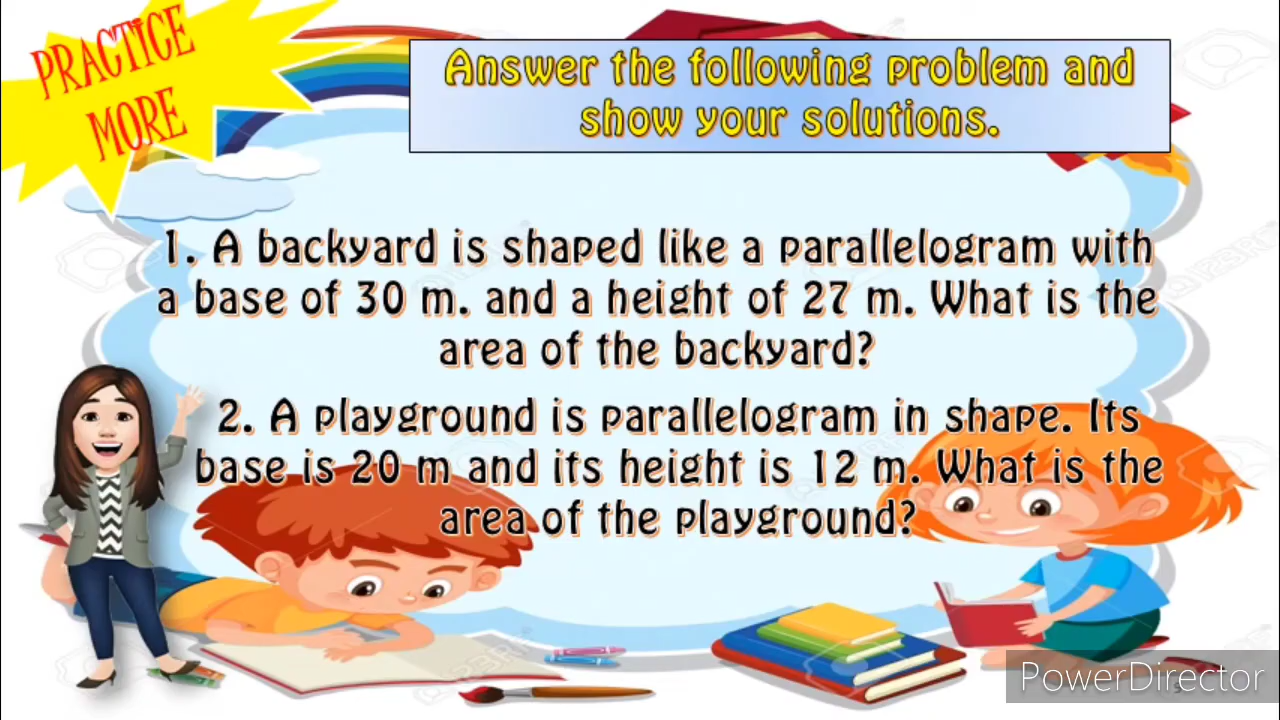 PRACTICE
MORE
Answer the following problem and
show your solutions.
1. A backyard is shaped like a parallelogram with
a base of 30 m. and a height of 27 m. What is the
area of the backyard?
2. A playground is parallelogram in shape. Its
base is 20 m and its height is 12 m. What is the
area of the playground?
PowerDirector